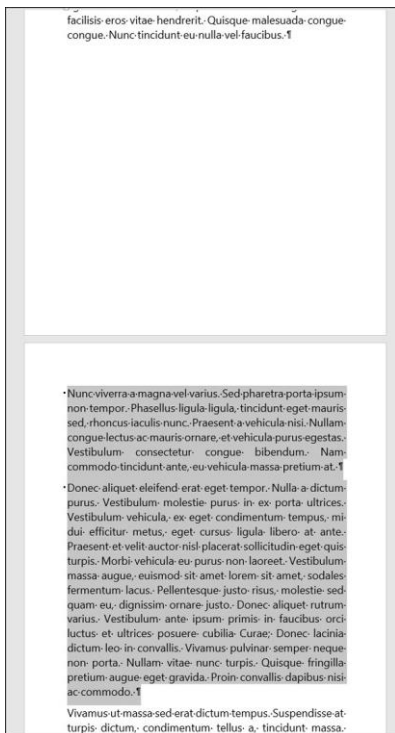 facilisis eros vitae hendrerit. Quisque malesuada congue
congue. Nunc tincidunt eu nulla vel faucibus. ¶
Nunc viverra a magna vel varius. Sed pharetra porta ipsum
non tempor. Phasellus ligula ligula, tincidunt eget mauris
sed, rhoncus iaculis nunc. Praesent a vehicula nisi. Nullam
congue lectus ac mauris ornare, et vehicula purus egestas.
Vestibulum consectetur congue bibendum. Nam
commodo tincidunt ante, eu vehicula massa pretium at. ¶
Donec aliquet eleifend erat eget tempor. Nulla a dictum
purus. Vestibulum molestie purus in ex porta ultrices.
Vestibulum vehicula, ex eget condimentum tempus, mi
dui efficitur metus, eget cursus ligula libero at ante.
Praesent et velit auctor nisl placerat sollicitudin eget quis
turpis. Morbi vehicula eu purus non laoreet. Vestibulum
massa augue, euismod sit amet lorem sit amet, sodales
fermentum lacus. Pellentesque justo risus, molestie sed
quam eu, dignissim ornare justo. Donec aliquet rutrum
varius. Vestibulum ante ipsum primis in faucibus orci
luctus et ultrices posuere cubilia Curae; Donec lacinia
dictum leo in convallis. Vivamus pulvinar semper neque
non porta. Nullam vitae nunc turpis. Quisque fringilla
pretium augue eget gravida. Proin convallis dapibus nisi
ac commodo. ¶
Vivamus ut massa sed erat dictum tempus. Suspendisse at
turpis dictum, condimentum tellus a, tincidunt massa.